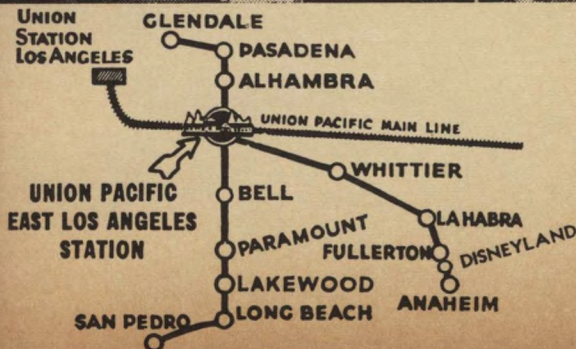 UNION
STATION
LOS ANGELES
GLENDALE
PASADENA
ALHAMBRA
UNION PACIFIC MAIN LINE
UNION PACIFIC
EAST LOS ANGELES
STATION
WHITTIER
BELL
LA HABRA
PARAMOUNT
FULLERTON
DISNEYLAND
LAKEWOOD
ANAHEIM
LONG BEACH
SAN PEDRO